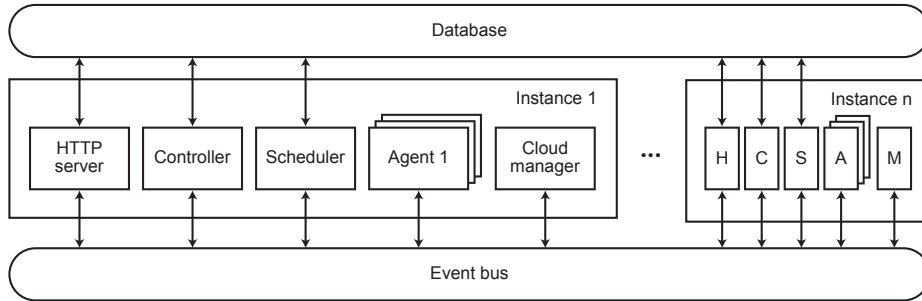 Database
Instance 1
HTTP
server
Controller
Scheduler
Agent 1
Cloud
manager
...
Instance n
H
C
S
A
M
Event bus